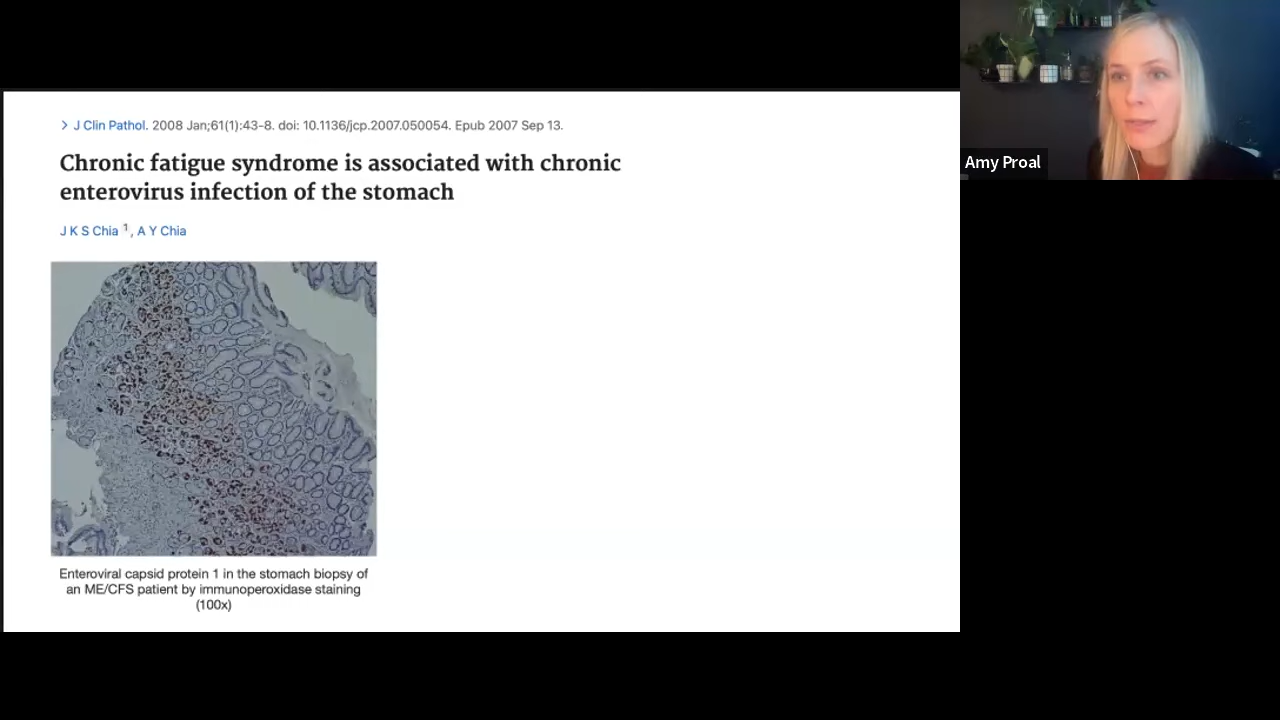 > J Clin Pathol. 2008 Jan;61(1):43-8. doi: 10.1136/jcp.2007.050054. Epub 2007 Sep 13.
Chronic fatigue syndrome is associated with chronic
enterovirus infection of the stomach
J K S Chia 1, A Y Chia
Enteroviral capsid protein 1 in the stomach biopsy of
an ME/CFS patient by immunoperoxidase staining
(100x)
Amy Proal